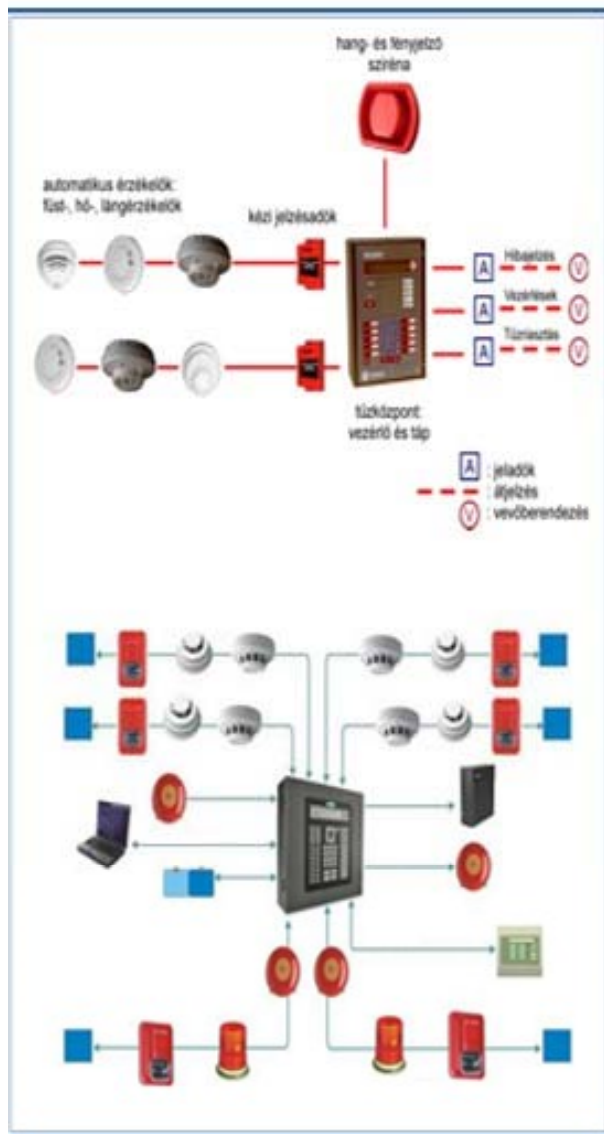 hang- és fényjelző
sziréna
automatikus érzékelők:
füst-, hő-, lángérzékelők
kézi jelzésadók
A
Hibajelzés
V
A
Vezérlések
V
A
Tűzriasztás
V
tűzközpont:
vezérlő és táp
A : jeladók
: átjelzés
V : vevőberendezés